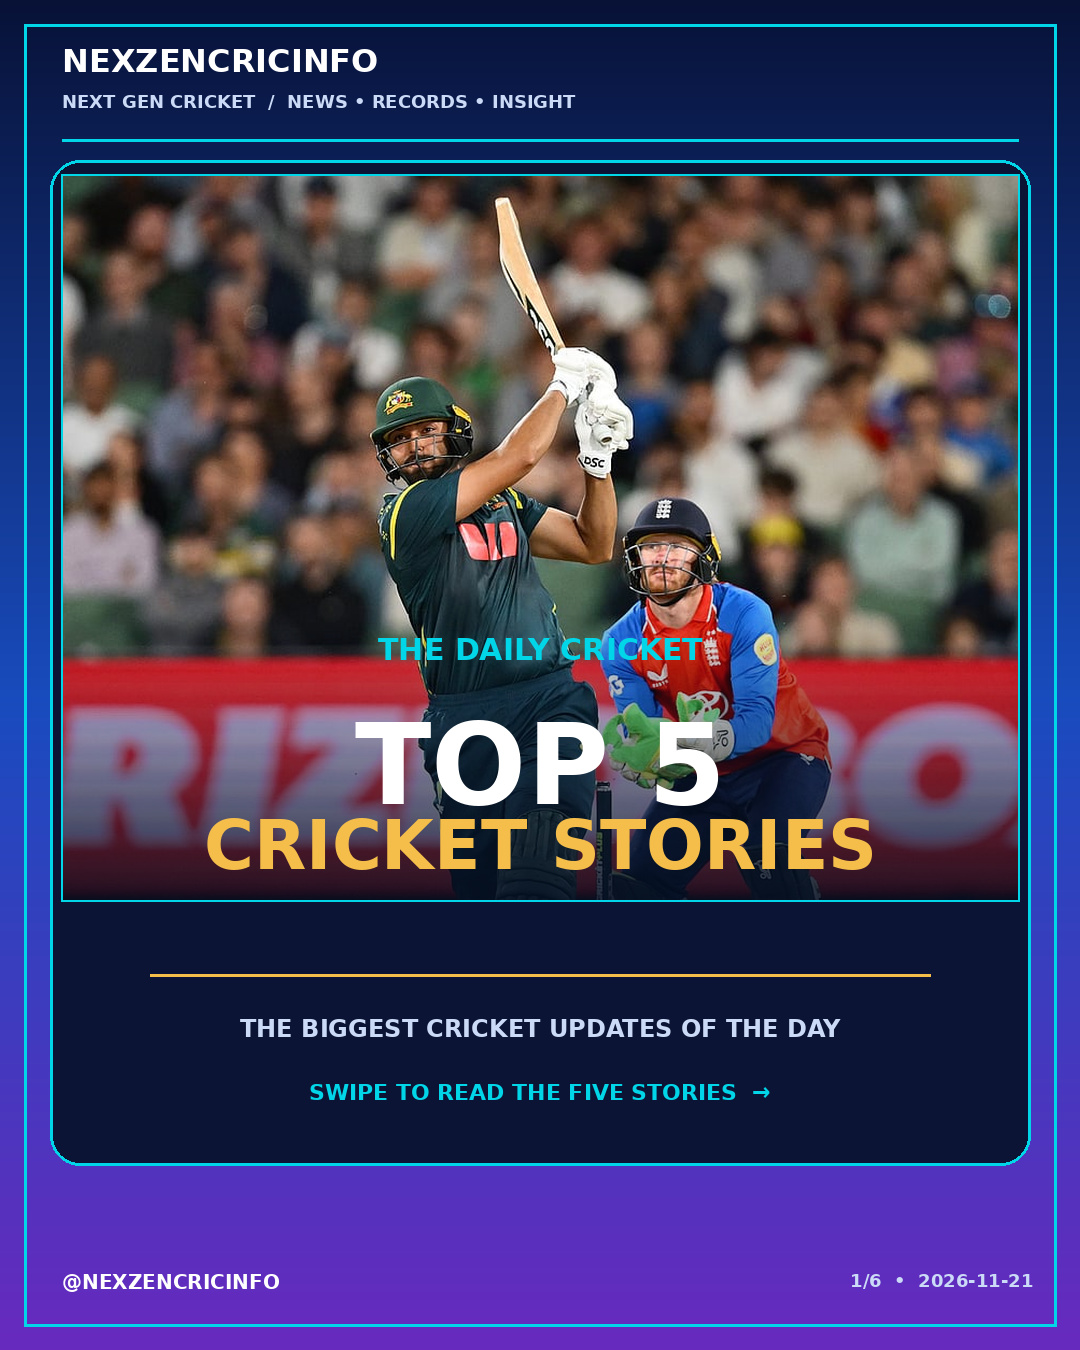 NEXZENCRICINFO
NEXT GEN CRICKET / NEWS • RECORDS • INSIGHT
DSC
THE DAILY CRICKET
TOP 5
CRICKET STORIES
THE BIGGEST CRICKET UPDATES OF THE DAY
SWIPE TO READ THE FIVE STORIES →
@NEXZENCRICINFO
1/6 • 2026-11-21